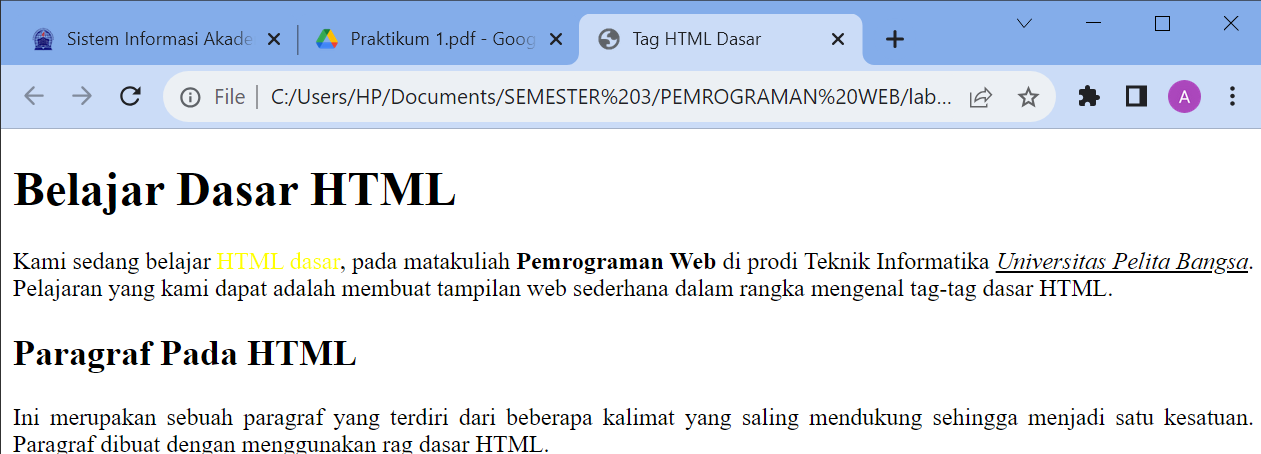 Sistem Informasi Akade
Praktikum 1.pdf - Goog
Tag HTML Dasar
File
C:/Users/HP/Documents/SEMESTER%203/PEMROGRAMAN%20WEB/lab...
A
Belajar Dasar HTML
Kami sedang belajar HTML dasar, pada matakuliah Pemrograman Web di prodi Teknik Informatika Universitas Pelita Bangsa.
Pelajaran yang kami dapat adalah membuat tampilan web sederhana dalam rangka mengenal tag-tag dasar HTML.
Paragraf Pada HTML
Ini merupakan sebuah paragraf yang terdiri dari beberapa kalimat yang saling mendukung sehingga menjadi satu kesatuan.
Paragraf dibuat dengan menggunakan rag dasar HTML.